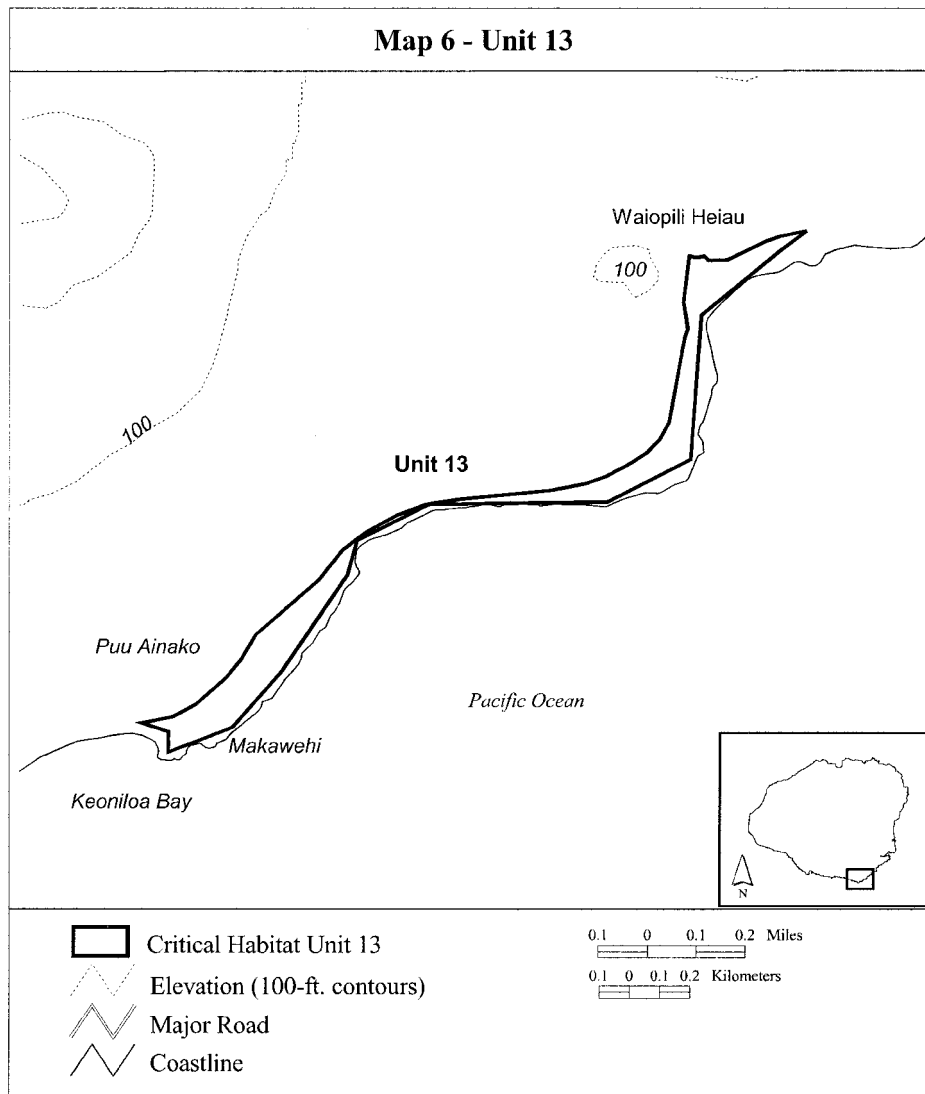 Map 6 - Unit 13
Waiopili Heiau
100
100
Unit 13
Puu Ainako
Pacific Ocean
Makawehi
Keoniloa Bay
N
Critical Habitat Unit 13
Elevation (100-ft. contours)
Major Road
Coastline
0.1 0 0.1 0.2 Miles
0.1 0 0.1 0.2 Kilometers